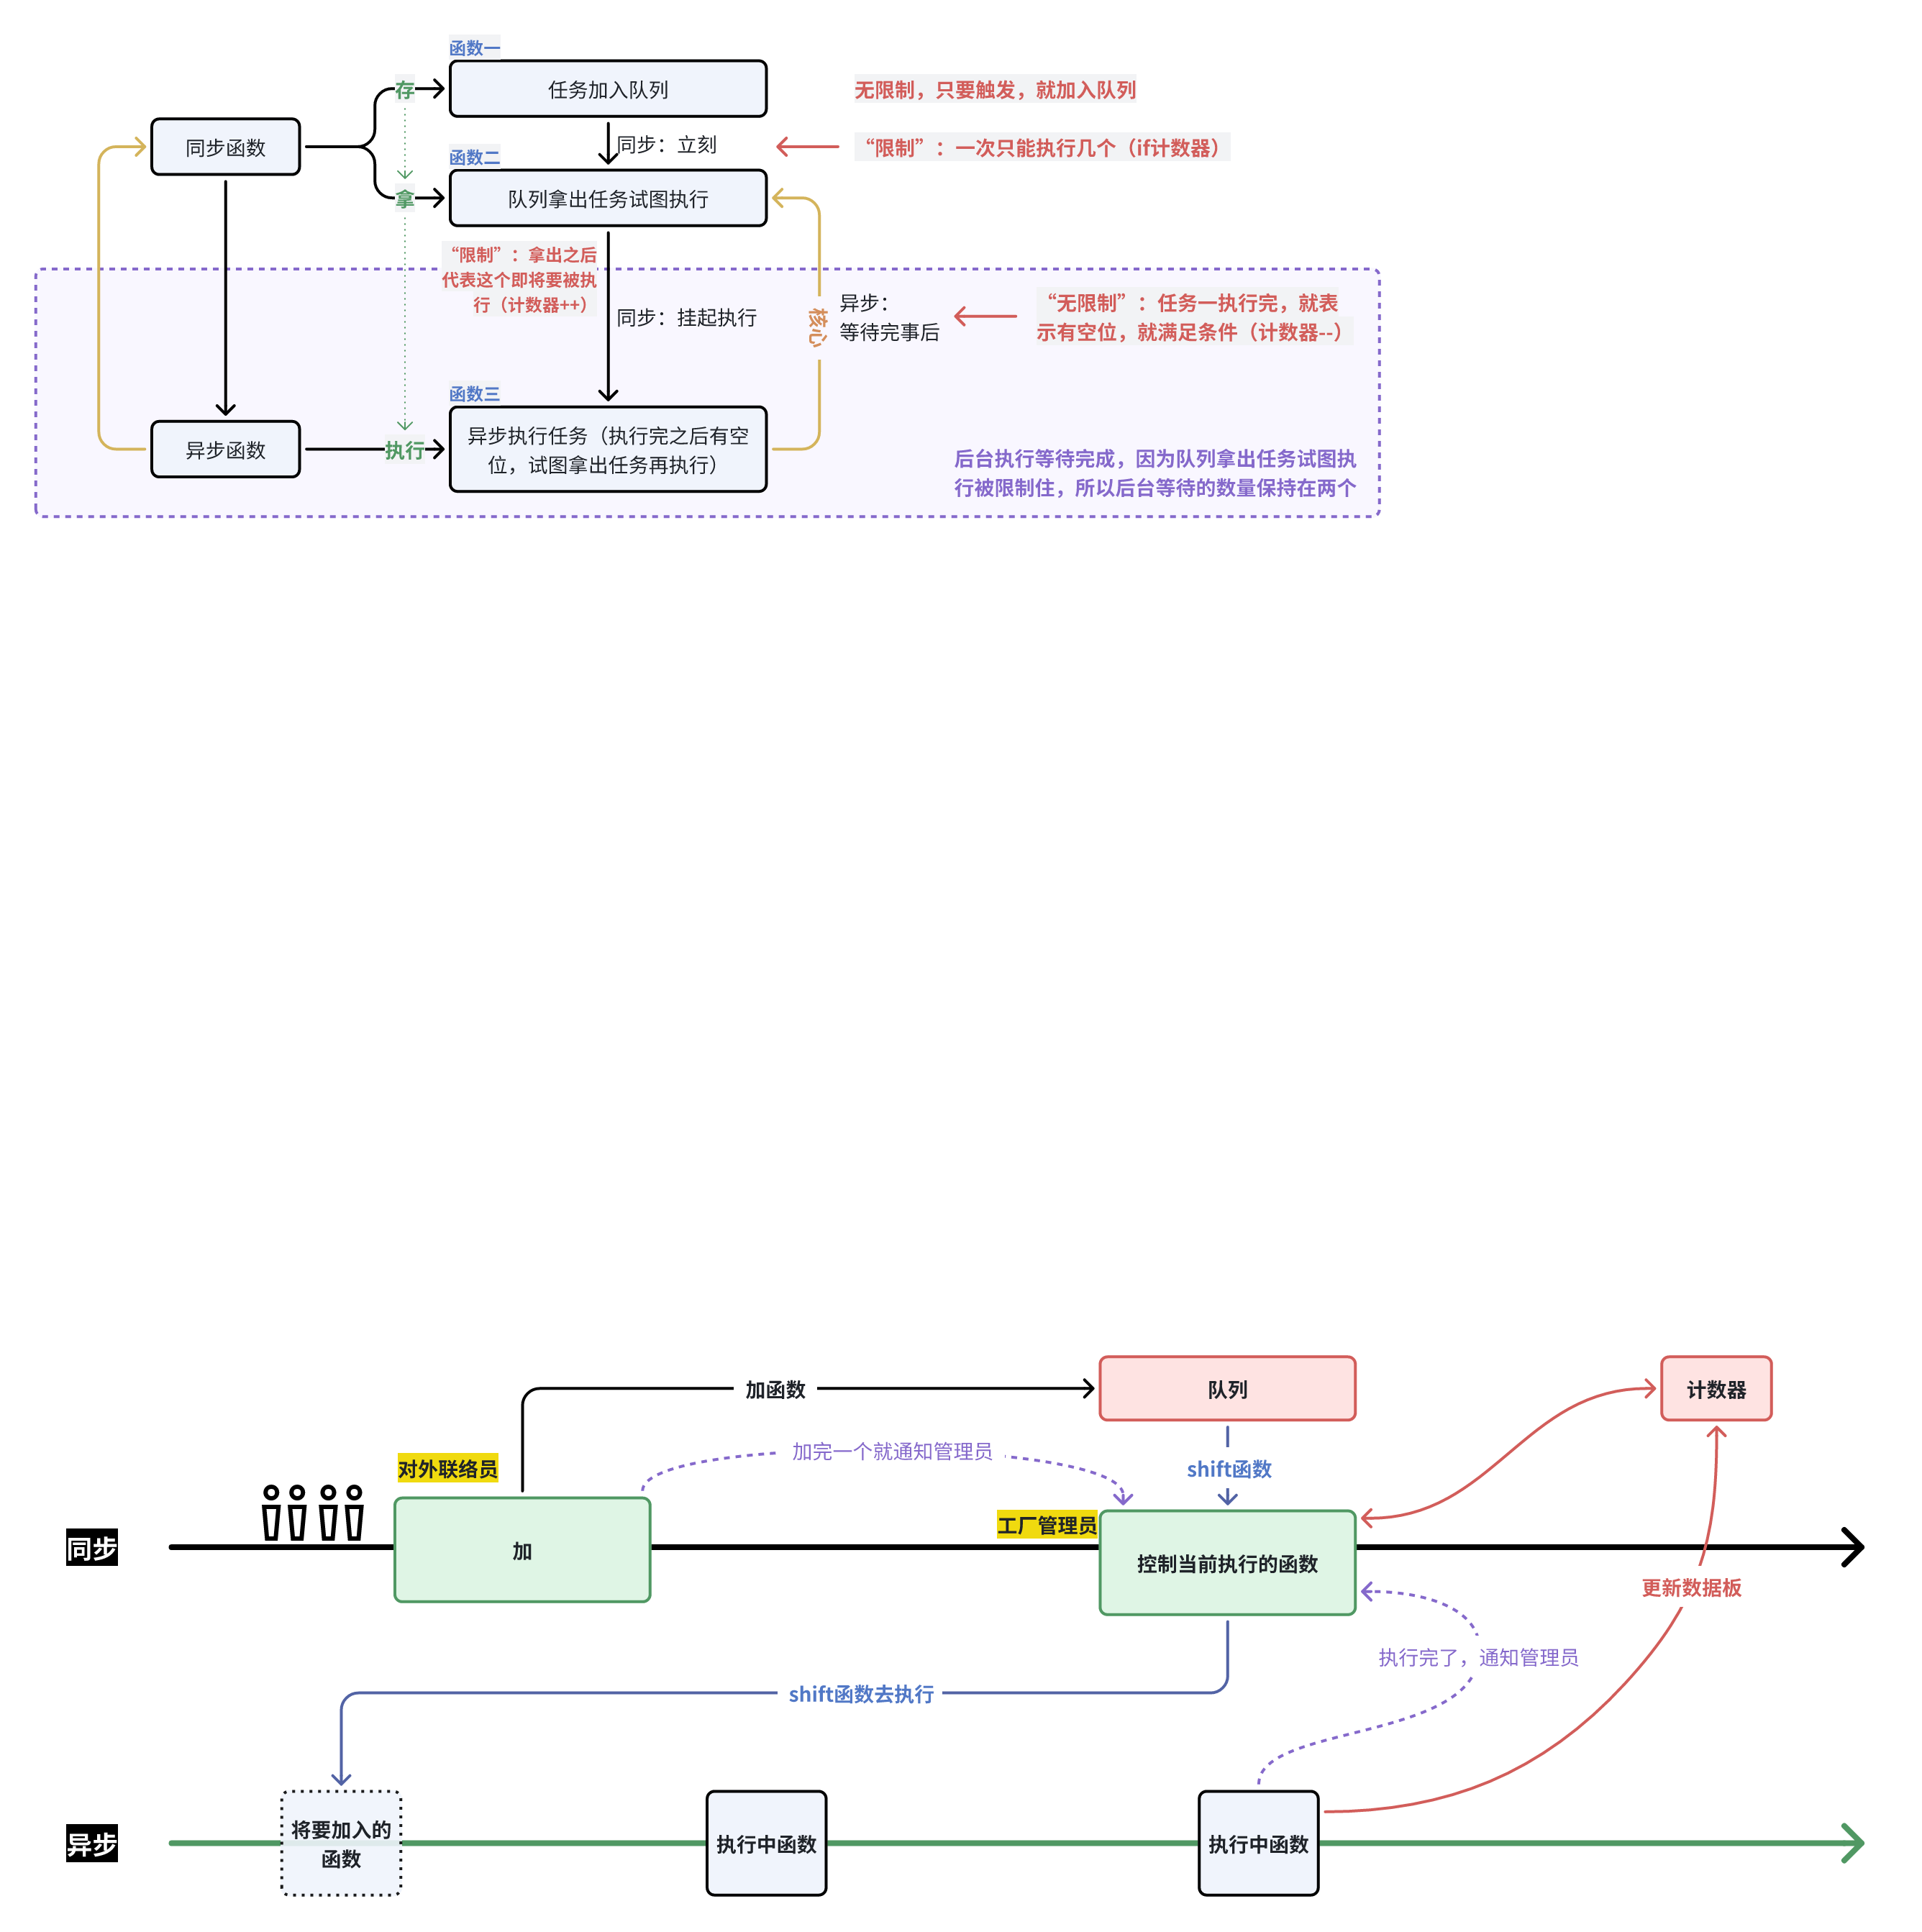 函数一
存
任务加入队列
无限制，只要触发，就加入队列
同步函数
同步：立刻
“限制”：一次只能执行几个（if计数器）
函数二
拿
队列拿出任务试图执行
“限制”：拿出之后
代表这个即将要被执
行（计数器++）
同步：挂起执行
核心
异步：
等待完事后
“无限制”：任务一执行完，就表
示有空位，就满足条件（计数器--）
函数三
异步函数
执行
异步执行任务（执行完之后有空
位，试图拿出任务再执行）
后台执行等待完成，因为队列拿出任务试图执
行被限制住，所以后台等待的数量保持在两个
加函数
队列
计数器
加完一个就通知管理员
对外联络员
shift函数
工厂管理员
同步
加
控制当前执行的函数
更新数据板
执行完了，通知管理员
shift函数去执行
异步
将要加入的
函数
执行中函数
执行中函数